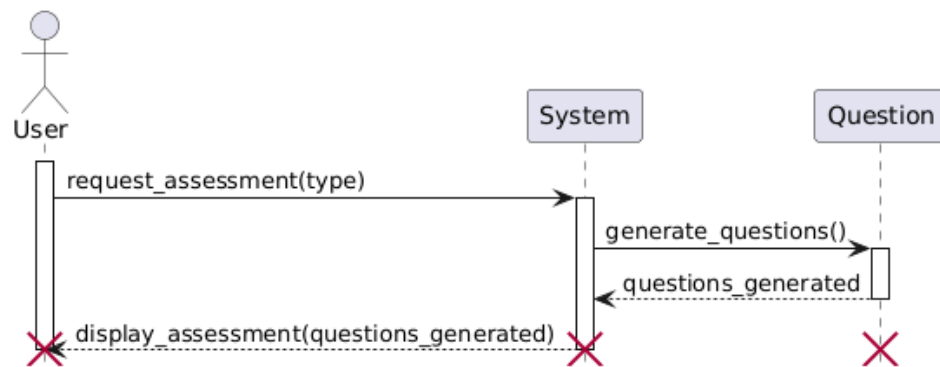 User
System
Question
request_assessment(type)
generate_questions()
questions_generated
display_assessment(questions_generated)